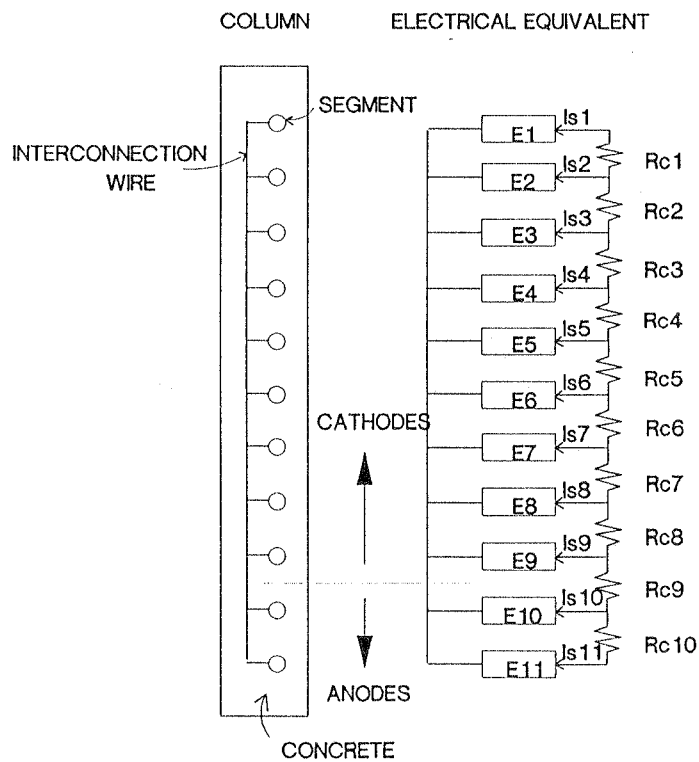 COLUMN ELECTRICAL EQUIVALENT
SEGMENT
INTERCONNECTION
WIRE
E1 Is1
Rc1
E2 Is2
Rc2
E3 Is3
Rc3
E4 Is4
Rc4
E5 Is5
Rc5
E6 Is6
CATHODES
Rc6
E7 Is7
Rc7
E8 Is8
Rc8
E9 Is9
Rc9
E10 Is10
Rc10
E11 Is11
ANODES
CONCRETE